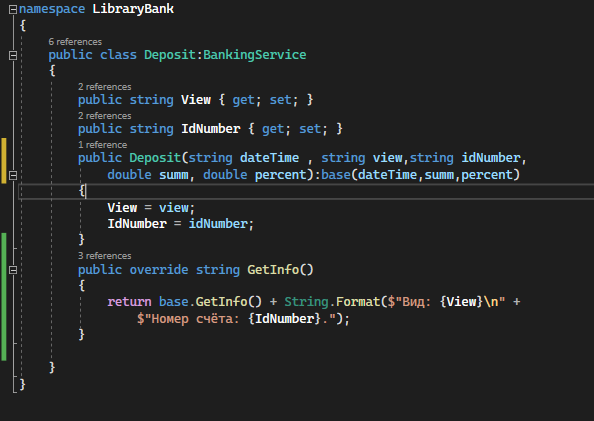 namespace LibraryBank
{
6 references
public class Deposit:BankingService
{
2 references
public string View { get; set; }
2 references
public string IdNumber { get; set; }
1 reference
public Deposit(string dateTime , string view,string idNumber,
double summ, double percent):base(dateTime,summ,percent)
{
View = view;
IdNumber = idNumber;
}
3 references
public override string GetInfo()
{
return base.GetInfo() + String.Format($"Вид: {View}\n" +
$"Номер счёта: {IdNumber}.");
}
}
}